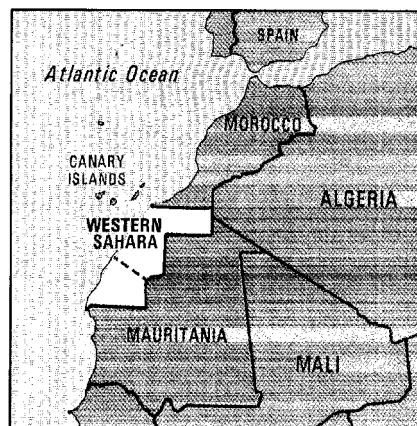 SPAIN
Atlantic Ocean
MOROCCO
CANARY
ISLANDS
ALGERIA
WESTERN
SAHARA
MAURITANIA
MALI